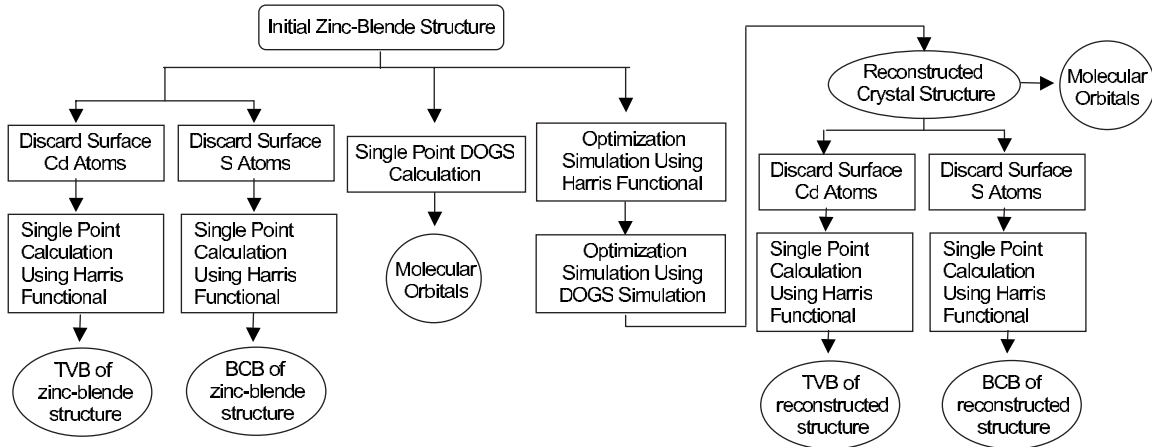 Initial Zinc-Blende Structure
Discard Surface
Cd Atoms
Single Point
Calculation
Using Harris
Functional
TVB of
zinc-blende
structure
Discard Surface
S Atoms
Single Point
Calculation
Using Harris
Functional
BCB of
zinc-blende
structure
Single Point DOGS
Calculation
Molecular
Orbitals
Optimization
Simulation Using
Harris Functional
Optimization
Simulation Using
DOGS Simulation
Reconstructed
Crystal Structure
Molecular
Orbitals
Discard Surface
Cd Atoms
Single Point
Calculation
Using Harris
Functional
TVB of
reconstructed
structure
Discard Surface
S Atoms
Single Point
Calculation
Using Harris
Functional
BCB of
reconstructed
structure